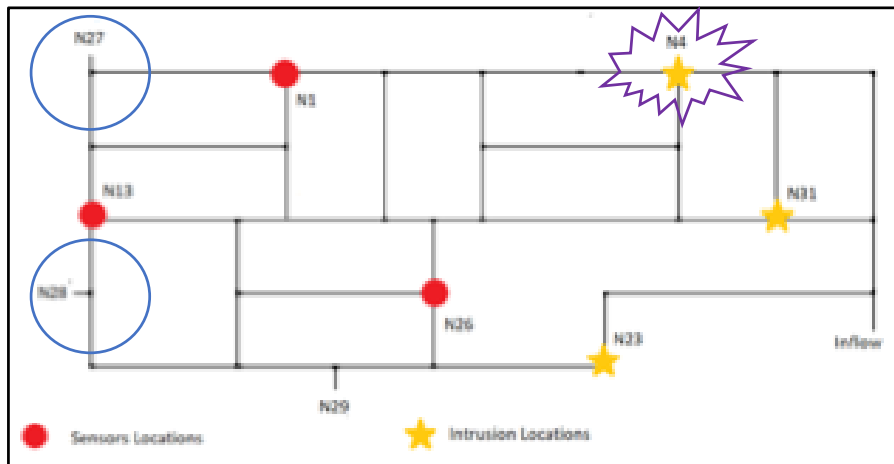 N27
N4
N1
N13
N31
N28
N26
N23
Inflow
N29
Sensors Locations
Intrusion Locations